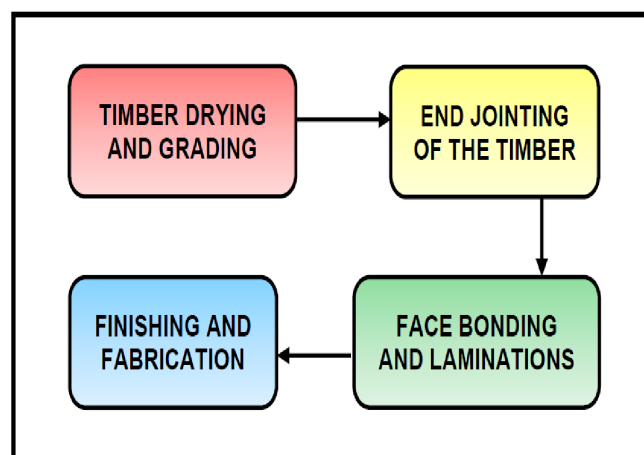 TIMBER DRYING
AND GRADING
END JOINTING
OF THE TIMBER
FACE BONDING
AND LAMINATIONS
FINISHING AND
FABRICATION